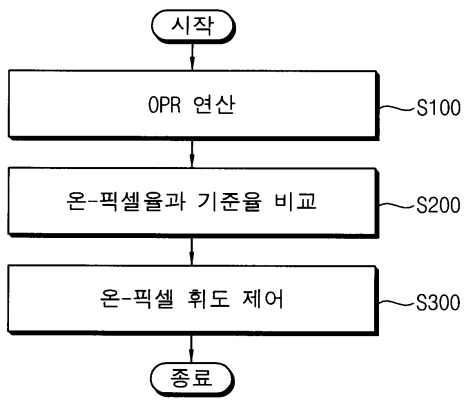 시작
OPR 연산
S100
온-픽셀율과 기준율 비교
S200
온-픽셀 휘도 제어
S300
종료